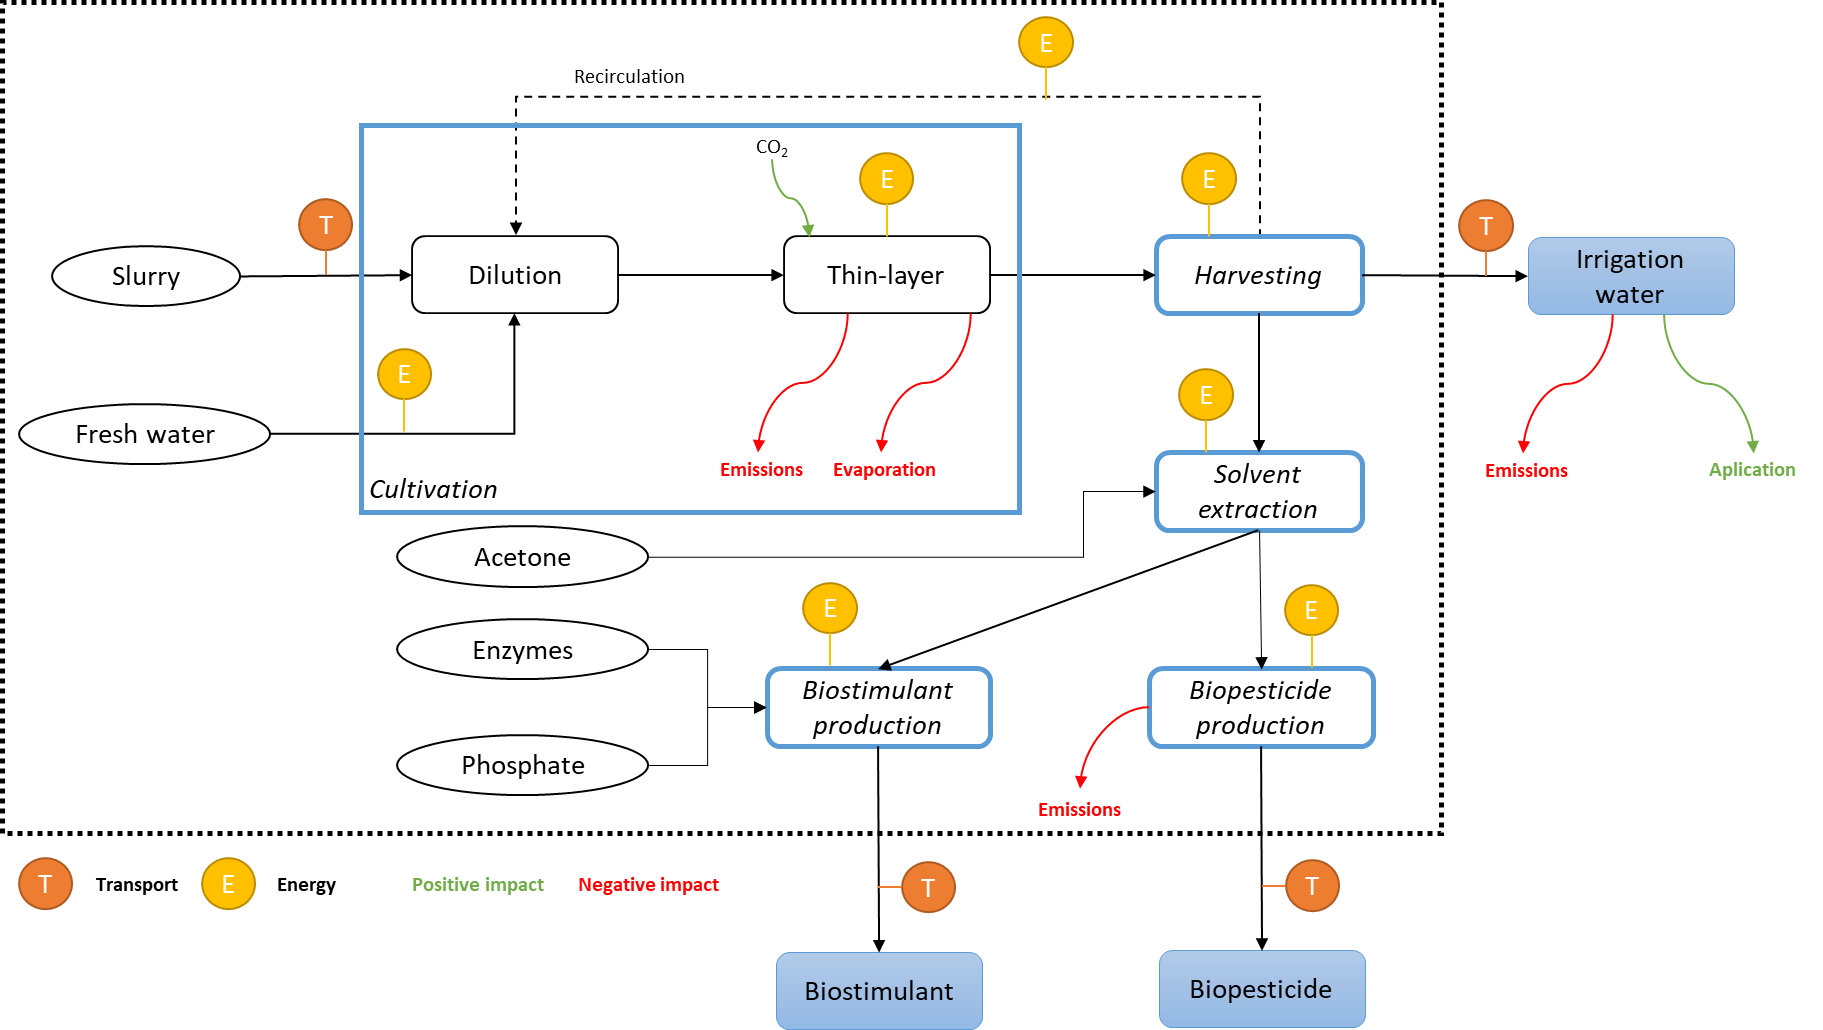 E
Recirculation
CO₂
E
E
T
T
Slurry
Dilution
Thin-layer
Harvesting
Irrigation
water
E
E
Fresh water
Emissions
Evaporation
Emissions
Aplication
Cultivation
Solvent
extraction
Acetone
E
E
Enzymes
Biostimulant
production
Biopesticide
production
Phosphate
Emissions
T
Transport
E
Energy
Positive impact
Negative impact
T
T
Biostimulant
Biopesticide